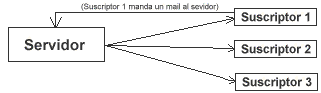 (Suscriptor 1 manda un mail al sevidor)
Suscriptor 1
Servidor
Suscriptor 2
Suscriptor 3